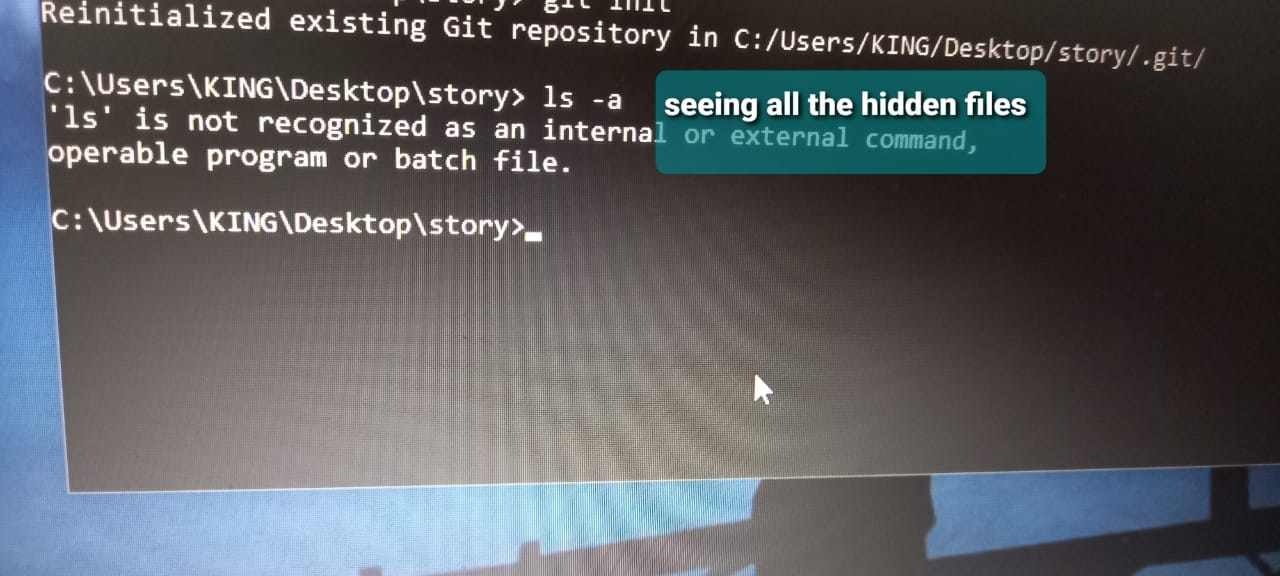 git init
Reinitialized existing Git repository in C:/Users/KING/Desktop/story/.git/
C:\Users\KING\Desktop\story> ls -a
seeing all the hidden files
'ls' is not recognized as an internal or external command,
operable program or batch file.
C:\Users\KING\Desktop\story>